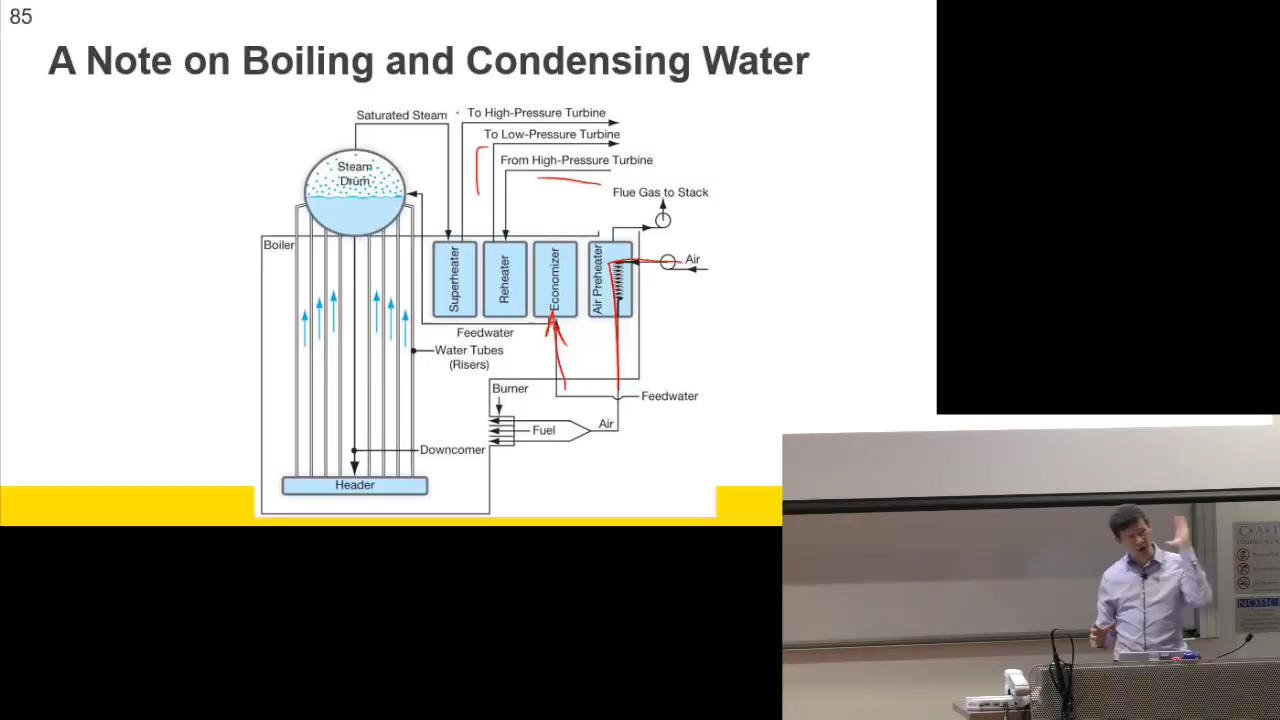 85
A Note on Boiling and Condensing Water
Saturated Steam
To High-Pressure Turbine
To Low-Pressure Turbine
From High-Pressure Turbine
Steam
Drum
Flue Gas to Stack
Boiler
Superheater
Reheater
Economizer
Air Preheater
Air
Feedwater
Water Tubes
(Risers)
Burner
Feedwater
Fuel
Air
Downcomer
Header
NOTICE